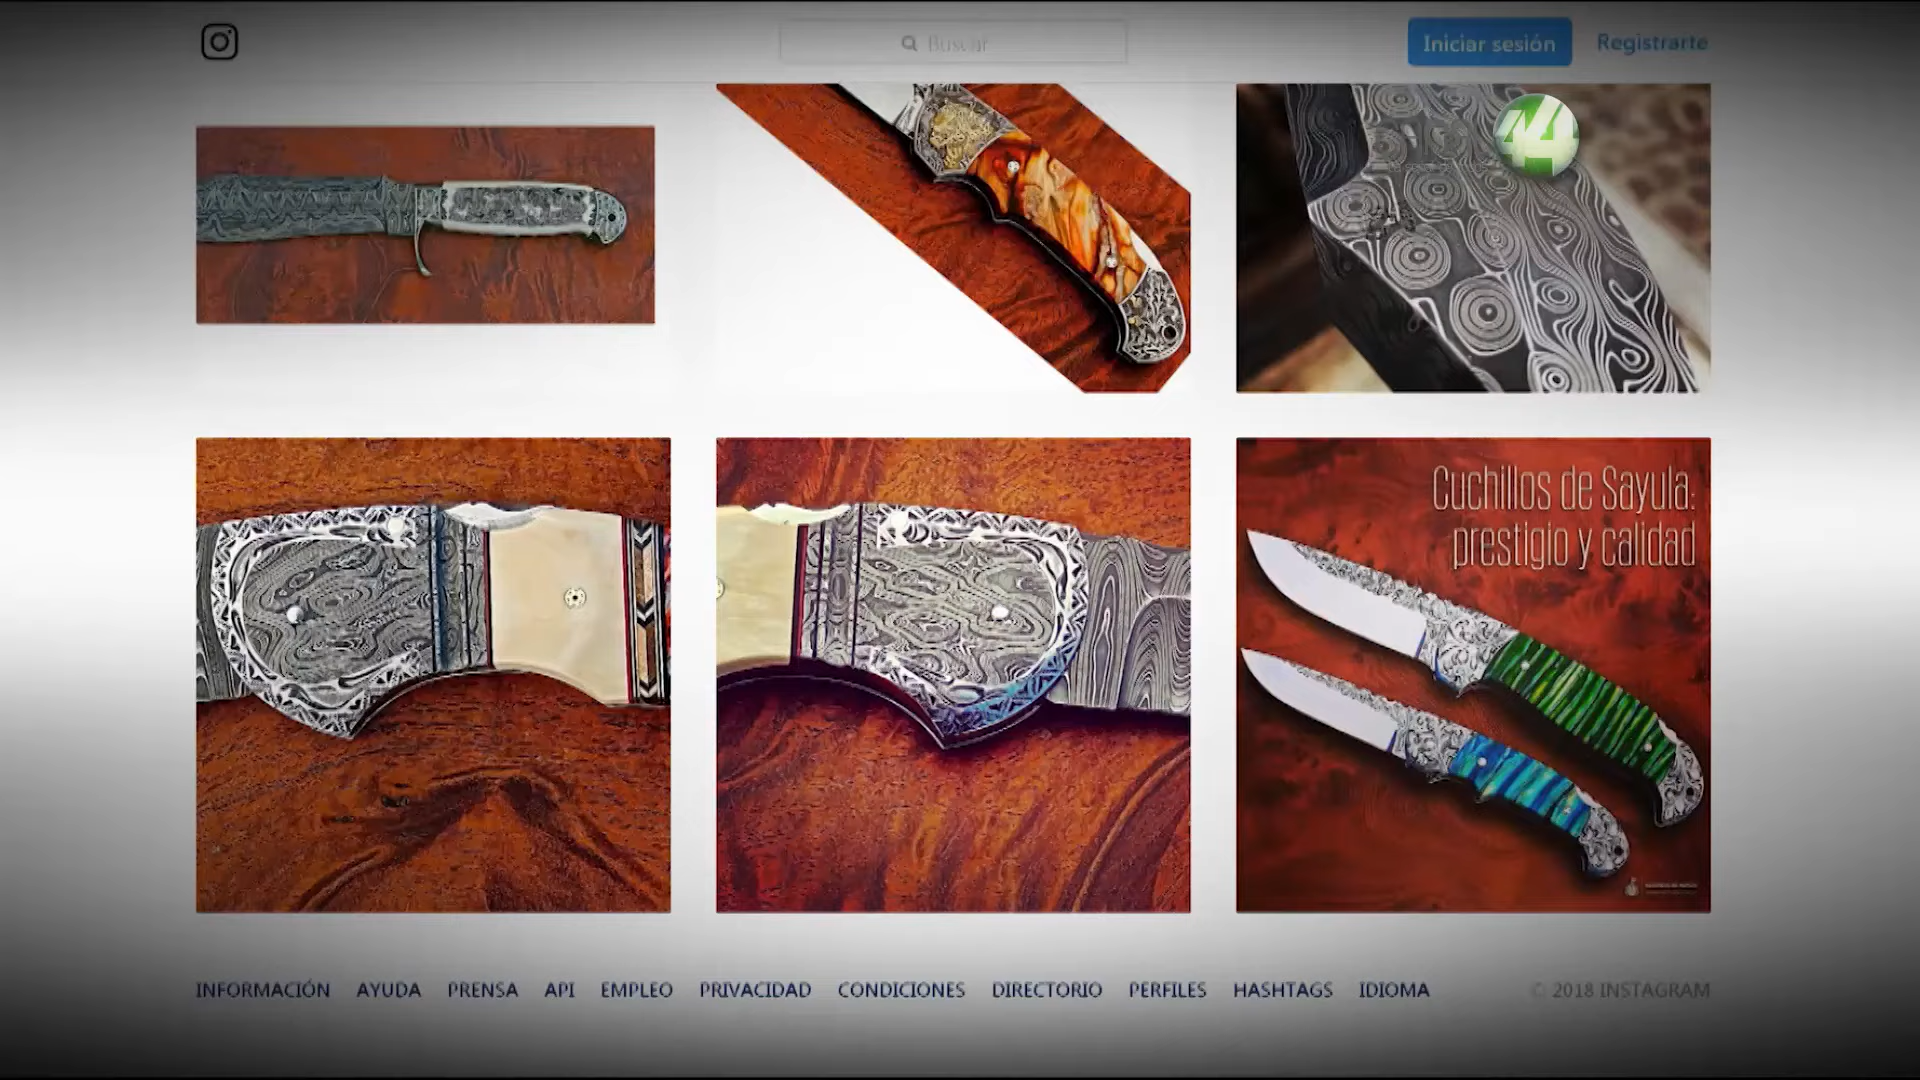 Buscar
Iniciar sesión
Registrarte
44
Cuchillos de Sayula:
prestigio y calidad
INFORMACIÓN AYUDA PRENSA API EMPLEO PRIVACIDAD CONDICIONES DIRECTORIO PERFILES HASHTAGS IDIOMA
© 2018 INSTAGRAM